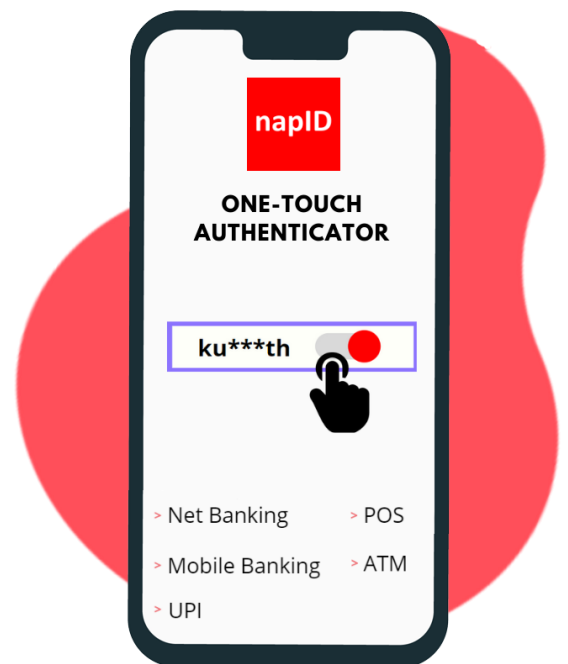 napID
ONE-TOUCH
AUTHENTICATOR
ku***th
> Net Banking
> POS
> Mobile Banking
> ATM
> UPI